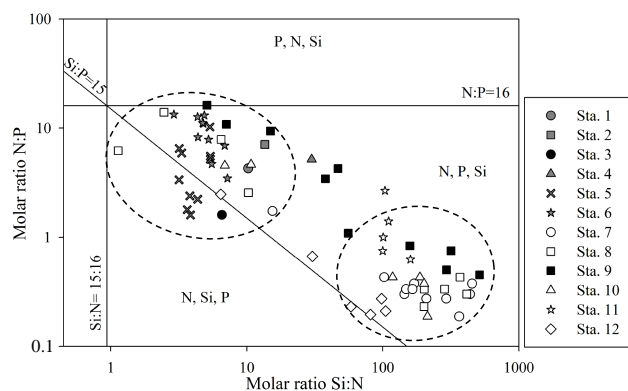 100
P, N, Si
Si:P=15
N:P=16
10
Molar ratio N:P
N, P, Si
1
Si:N= 15:16
N, Si, P
0.1
1
10
100
1000
Molar ratio Si:N
Sta. 1
Sta. 2
Sta. 3
Sta. 4
Sta. 5
Sta. 6
Sta. 7
Sta. 8
Sta. 9
Sta. 10
Sta. 11
Sta. 12